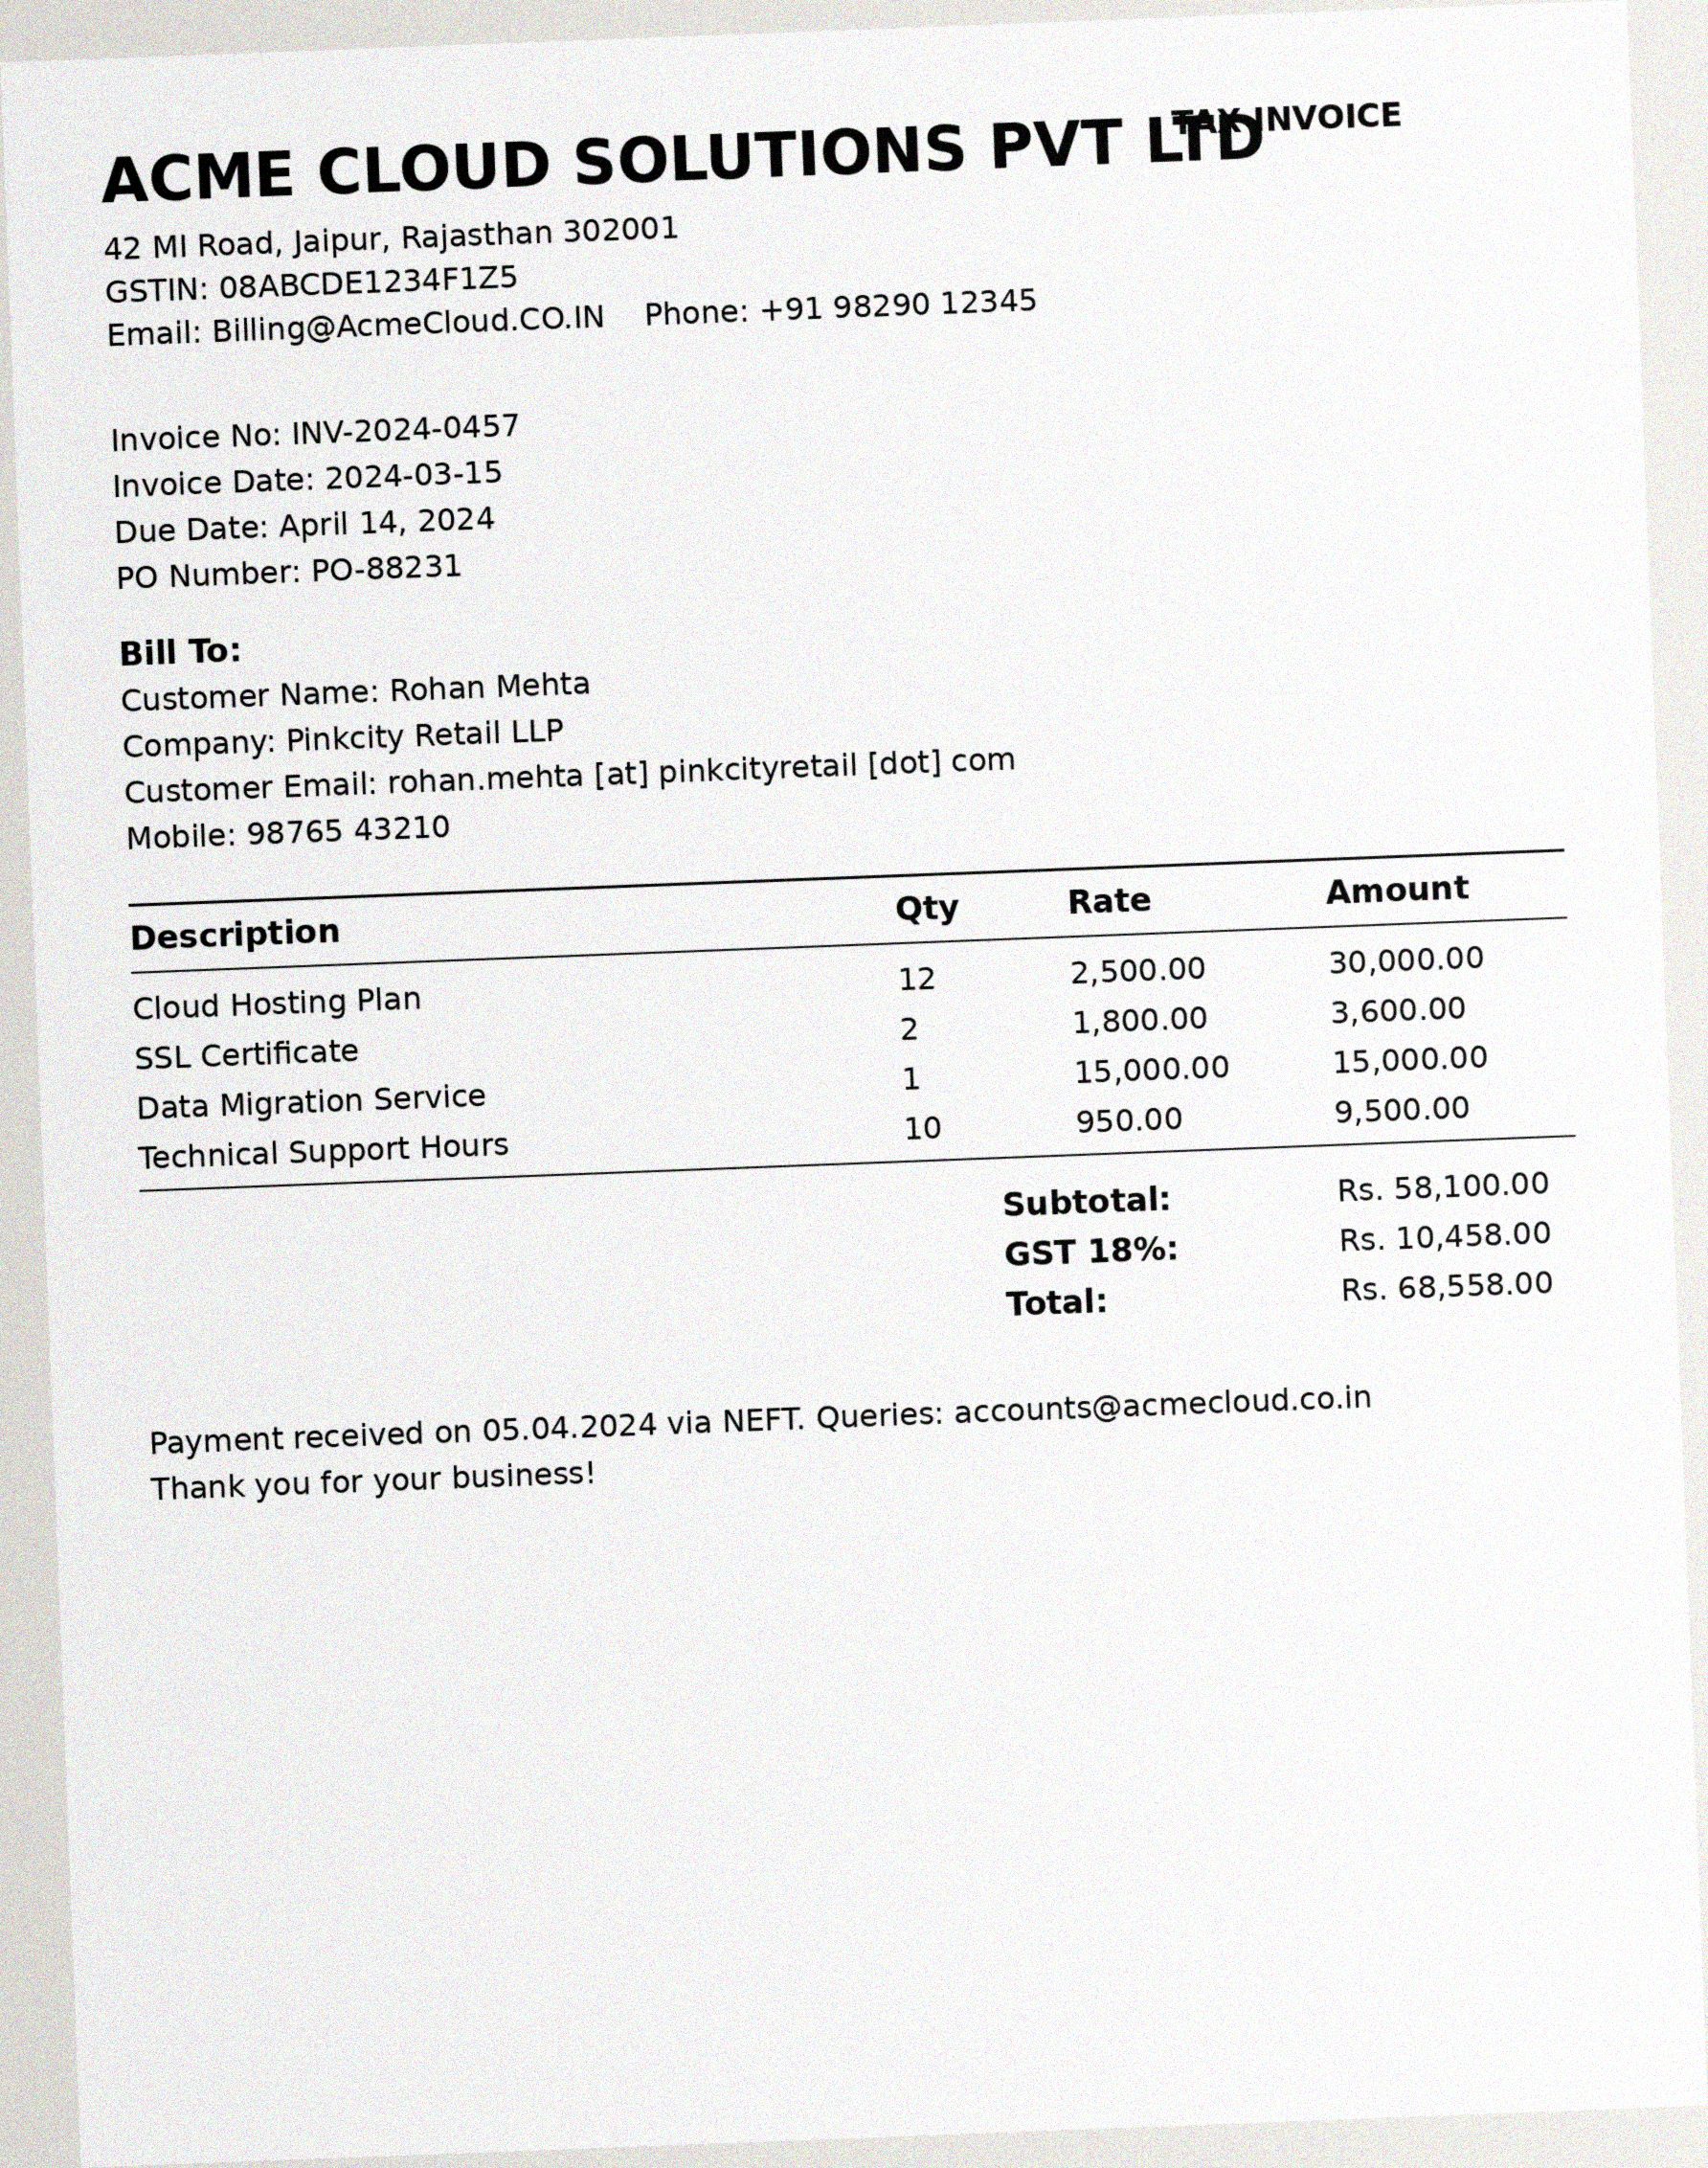 TAX INVOICE
ACME CLOUD SOLUTIONS PVT LTD
42 MI Road, Jaipur, Rajasthan 302001
GSTIN: 08ABCDE1234F1Z5
Email: Billing@AcmeCloud.CO.IN Phone: +91 98290 12345
Invoice No: INV-2024-0457
Invoice Date: 2024-03-15
Due Date: April 14, 2024
PO Number: PO-88231
Bill To:
Customer Name: Rohan Mehta
Company: Pinkcity Retail LLP
Customer Email: rohan.mehta [at] pinkcityretail [dot] com
Mobile: 98765 43210
Description Qty Rate Amount
Cloud Hosting Plan 12 2,500.00 30,000.00
SSL Certificate 2 1,800.00 3,600.00
Data Migration Service 1 15,000.00 15,000.00
Technical Support Hours 10 950.00 9,500.00
Subtotal: Rs. 58,100.00
GST 18%: Rs. 10,458.00
Total: Rs. 68,558.00
Payment received on 05.04.2024 via NEFT. Queries: accounts@acmecloud.co.in
Thank you for your business!